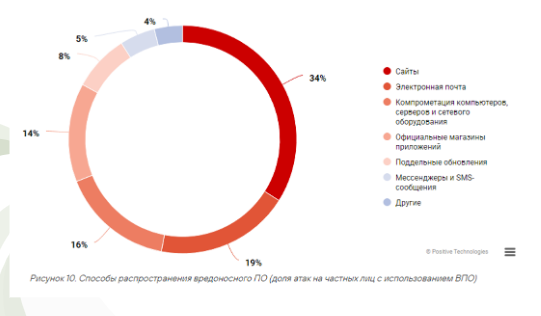 4%
5%
8%
14%
16%
19%
34%
Сайты
Электронная почта
Компрометация компьютеров,
серверов и сетевого
оборудования
Официальные магазины
приложений
Поддельные обновления
Мессенджеры и SMS-
сообщения
Другие
© Positive Technologies
Рисунок 10. Способы распространения вредоносного ПО (доля атак на частных лиц с использованием ВПО)